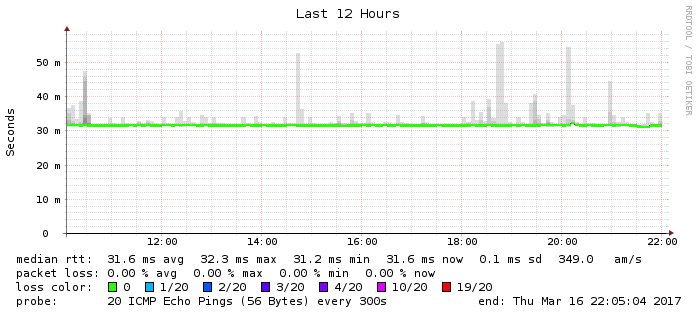 Last 12 Hours
RRDTOOL / TOBI OETIKER
Seconds
50 m
40 m
30 m
20 m
10 m
0
12:00 14:00 16:00 18:00 20:00 22:00
median rtt: 31.6 ms avg 32.3 ms max 31.2 ms min 31.6 ms now 0.1 ms sd 349.0 am/s
packet loss: 0.00 % avg 0.00 % max 0.00 % min 0.00 % now
loss color: 0 1/20 2/20 3/20 4/20 10/20 19/20
probe: 20 ICMP Echo Pings (56 Bytes) every 300s end: Thu Mar 16 22:05:04 2017